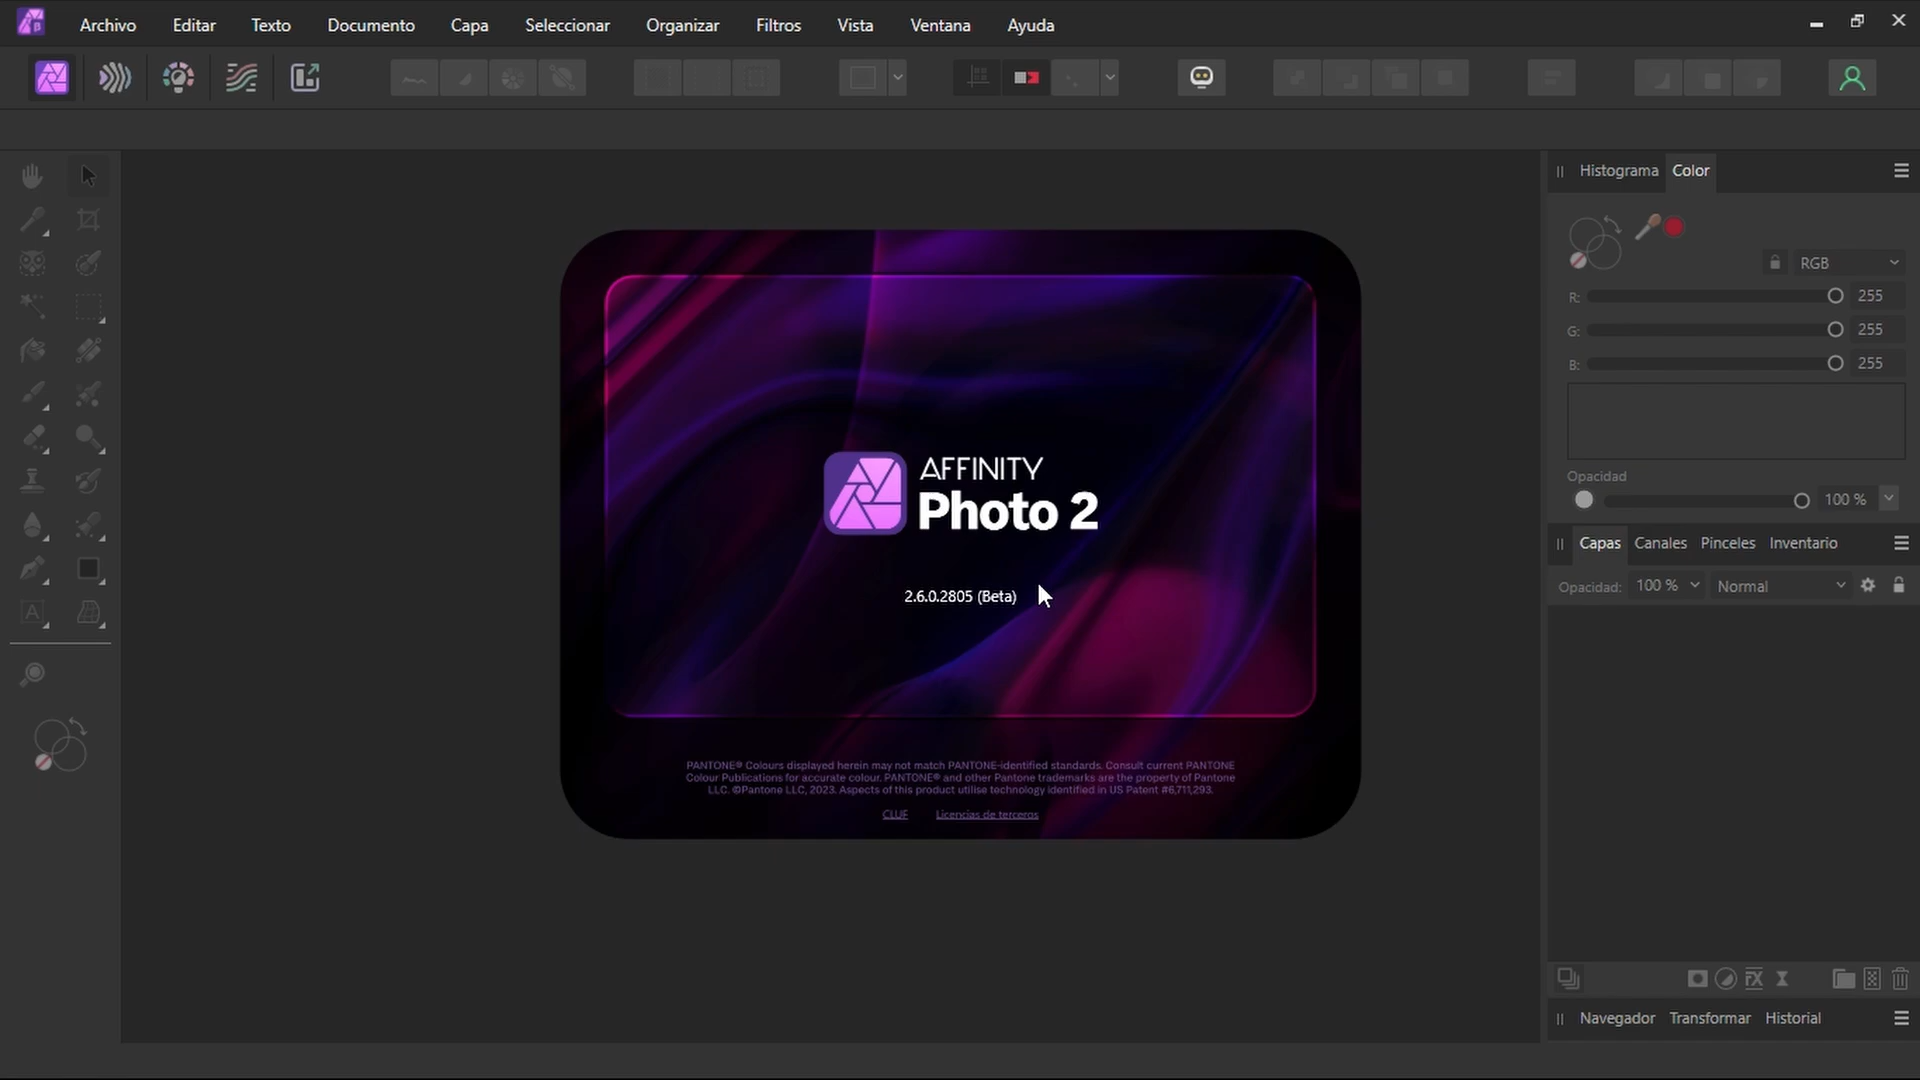 Archivo Editar Texto Documento Capa Seleccionar Organizar Filtros Vista Ventana Ayuda
Histograma Color
RGB
R: 255
G: 255
B: 255
Opacidad
100 %
Capas Canales Pinceles Inventario
Opacidad: 100 % Normal
AFFINITY
Photo 2
2.6.0.2805 (Beta)
PANTONE® Colours displayed herein may not match PANTONE-identified standards. Consult current PANTONE
Colour Publications for accurate colour. PANTONE® and other Pantone trademarks are the property of Pantone
LLC. ©Pantone LLC, 2023. Aspects of this product utilise technology identified in US Patent #6,711,293.
CLUF Licencias de terceros
Navegador Transformar Historial